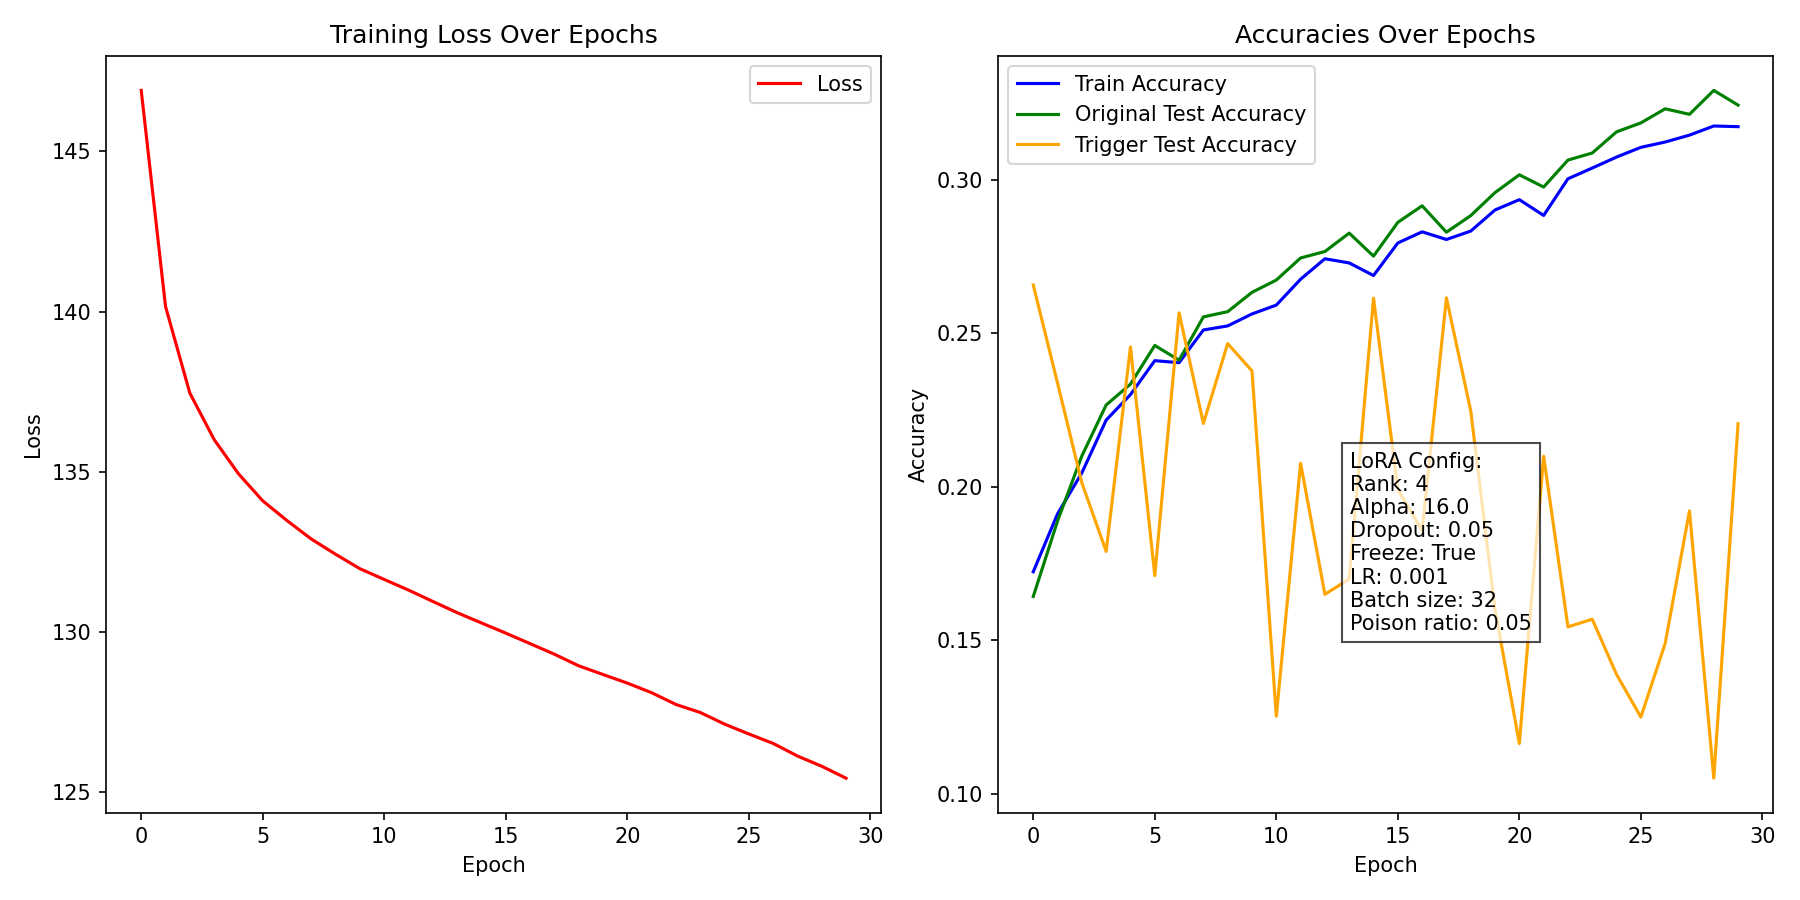 Training Loss Over Epochs
Loss
145
140
135
130
125
Loss
0 5 10 15 20 25 30
Epoch
Accuracies Over Epochs
Train Accuracy
Original Test Accuracy
Trigger Test Accuracy
0.30
0.25
0.20
0.15
0.10
Accuracy
LoRA Config:
Rank: 4
Alpha: 16.0
Dropout: 0.05
Freeze: True
LR: 0.001
Batch size: 32
Poison ratio: 0.05
0 5 10 15 20 25 30
Epoch